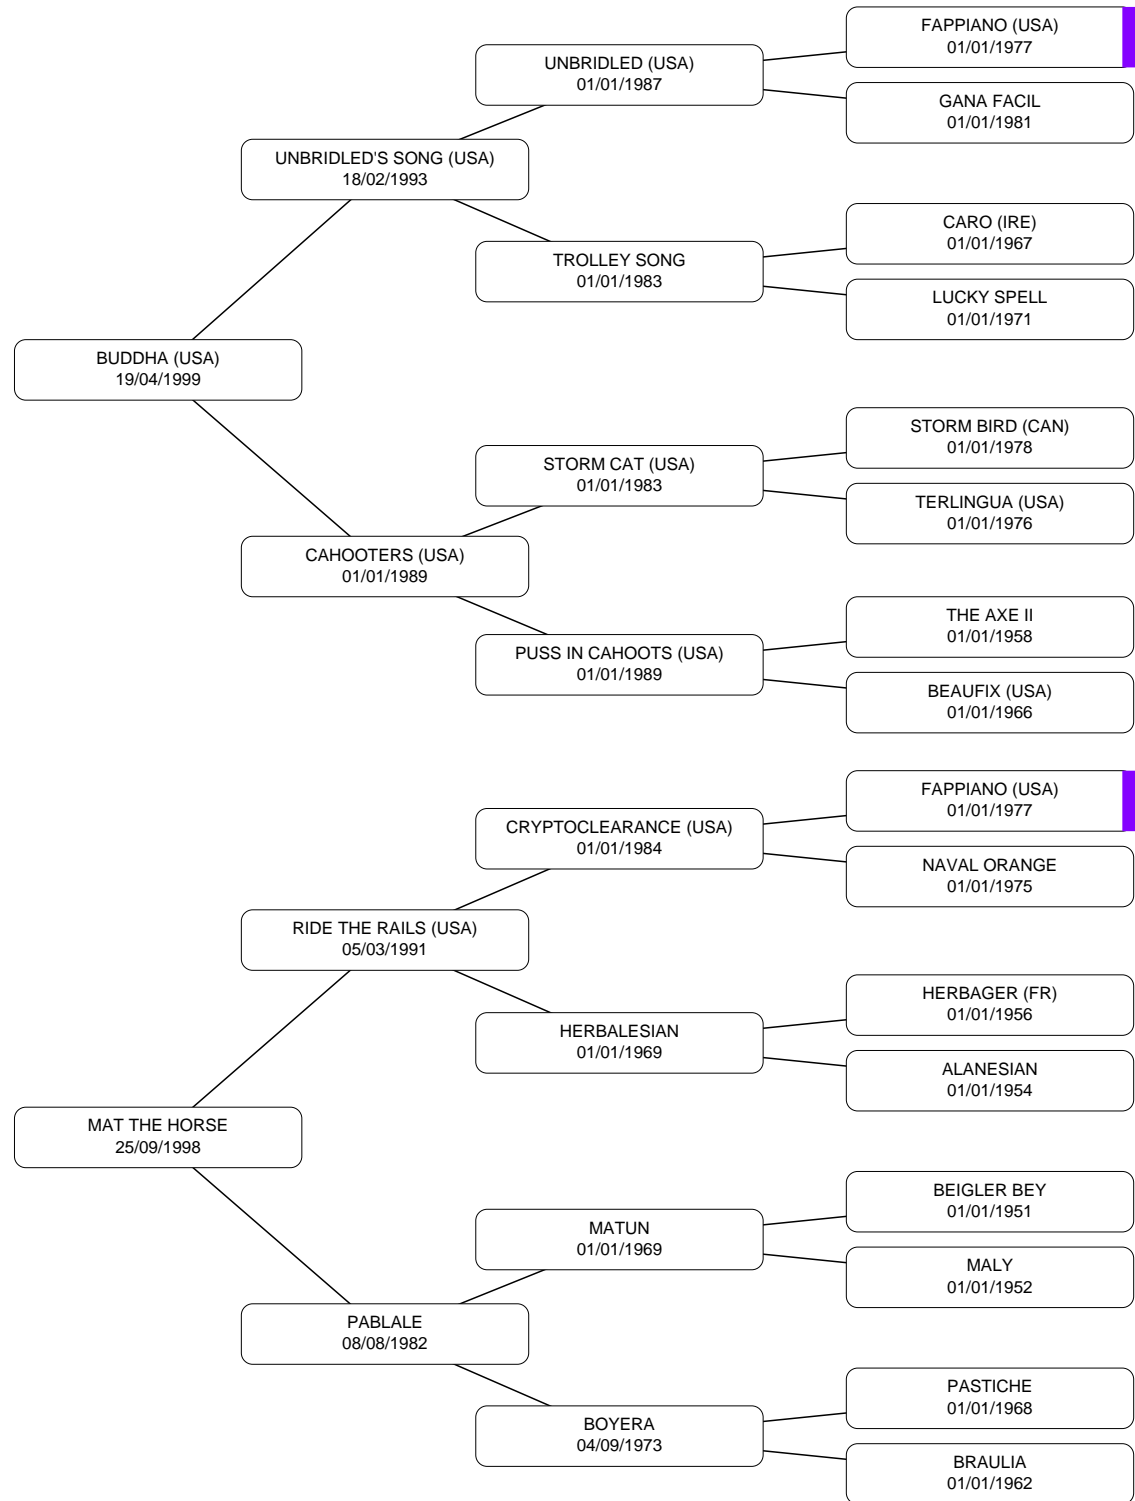 FAPPIANO (USA)
01/01/1977
UNBRIDLED (USA)
01/01/1987
GANA FACIL
01/01/1981
UNBRIDLED'S SONG (USA)
18/02/1993
CARO (IRE)
01/01/1967
TROLLEY SONG
01/01/1983
LUCKY SPELL
01/01/1971
BUDDHA (USA)
19/04/1999
STORM BIRD (CAN)
01/01/1978
STORM CAT (USA)
01/01/1983
TERLINGUA (USA)
01/01/1976
CAHOOTERS (USA)
01/01/1989
THE AXE II
01/01/1958
PUSS IN CAHOOTS (USA)
01/01/1989
BEAUFIX (USA)
01/01/1966
FAPPIANO (USA)
01/01/1977
CRYPTOCLEARANCE (USA)
01/01/1984
NAVAL ORANGE
01/01/1975
RIDE THE RAILS (USA)
05/03/1991
HERBAGER (FR)
01/01/1956
HERBALESIAN
01/01/1969
ALANESIAN
01/01/1954
MAT THE HORSE
25/09/1998
BEIGLER BEY
01/01/1951
MATUN
01/01/1969
MALY
01/01/1952
PABLALE
08/08/1982
PASTICHE
01/01/1968
BOYERA
04/09/1973
BRAULIA
01/01/1962